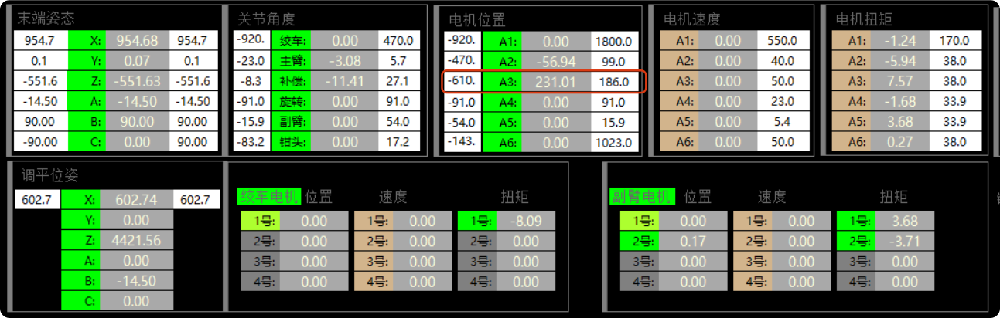 末端姿态 关节角度 电机位置 电机速度 电机扭矩
954.7 X: 954.68 954.7 -920. 绞车: 0.00 470.0 -920. A1: 0.00 1800.0 A1: 0.00 550.0 A1: -1.24 170.0
0.1 Y: 0.07 0.1 -23.0 主臂: -3.08 5.7 -470. A2: -56.94 99.0 A2: 0.00 40.0 A2: -5.94 38.0
-551.6 Z: -551.63 -551.6 -8.3 补偿: -11.41 27.1 -610. A3: 231.01 186.0 A3: 0.00 50.0 A3: 7.57 38.0
-14.50 A: -14.50 -14.50 -91.0 旋转: 0.00 91.0 -91.0 A4: 0.00 91.0 A4: 0.00 23.0 A4: -1.68 33.9
90.00 B: 90.00 90.00 -15.9 副臂: 0.00 54.0 -54.0 A5: 0.00 15.9 A5: 0.00 5.4 A5: 3.68 33.9
-90.00 C: 0.00 90.00 -83.2 钳头: 0.00 17.2 -143. A6: 0.00 1023.0 A6: 0.00 50.0 A6: 0.27 38.0
调平位姿
602.7 X: 602.74 602.7
Y: 0.00
Z: 4421.56
A: 0.00
B: -14.50
C: 0.00
绞车电机 位置 速度 扭矩
1号: 0.00 1号: 0.00 1号: -8.09
2号: 0.00 2号: 0.00 2号: 0.00
3号: 0.00 3号: 0.00 3号: 0.00
4号: 0.00 4号: 0.00 4号: 0.00
副臂电机 位置 速度 扭矩
1号: 0.00 1号: 0.00 1号: 3.68
2号: 0.17 2号: 0.00 2号: -3.71
3号: 0.00 3号: 0.00 3号: 0.00
4号: 0.00 4号: 0.00 4号: 0.00